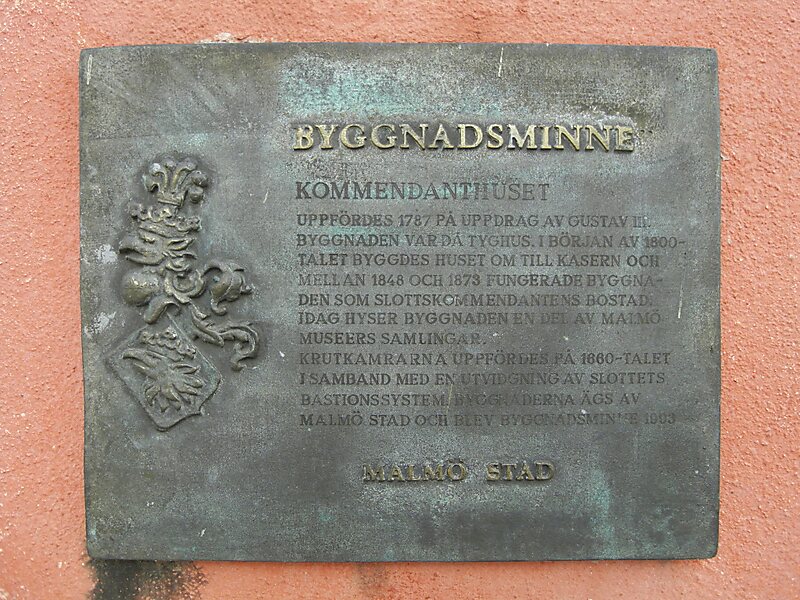 BYGGNADSMINNE
KOMMENDANTHUSET
UPPFÖRDES 1787 PÅ UPPDRAG AV GUSTAV III.
BYGGNADEN VAR DÅ TYGHUS. I BÖRJAN AV 1800-
TALET BYGGDES HUSET OM TILL KASERN OCH
MELLAN 1848 OCH 1873 FUNGERADE BYGGNA-
DEN SOM SLOTTSKOMMENDANTENS BOSTAD.
IDAG HYSER BYGGNADEN EN DEL AV MALMÖ
MUSEERS SAMLINGAR.
KRUTKAMRARNA UPPFÖRDES PÅ 1660-TALET
I SAMBAND MED EN UTVIDGNING AV SLOTTETS
BASTIONSSYSTEM. BYGGNADERNA ÄGS AV
MALMÖ STAD OCH BLEV BYGGNADSMINNE 1993
MALMÖ STAD